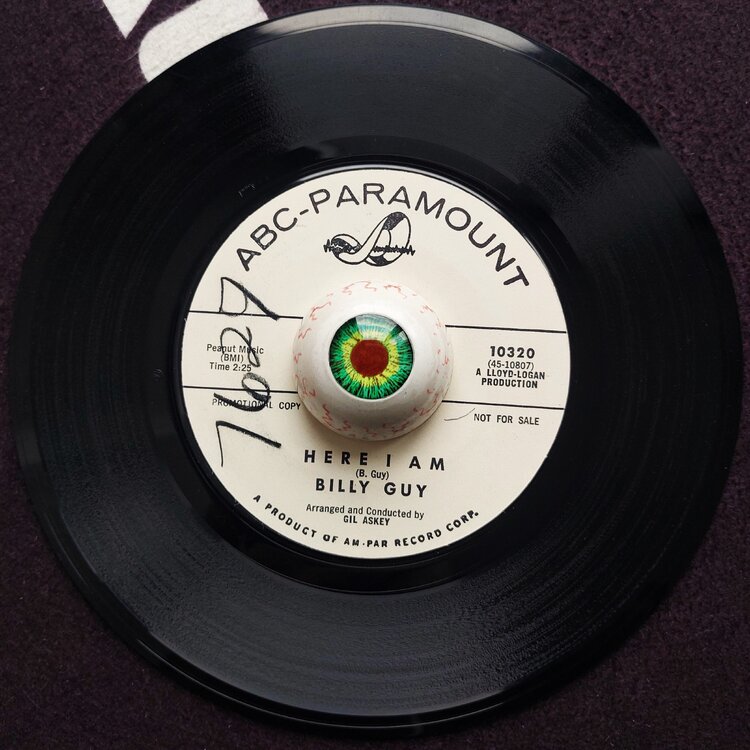 ABC-PARAMOUNT
76029
Peanut Music
(BMI)
Time 2:25
10320
(45-10807)
A LLOYD-LOGAN
PRODUCTION
PROMOTIONAL COPY
NOT FOR SALE
HERE I AM
(B. Guy)
BILLY GUY
Arranged and Conducted by
GIL ASKEY
A PRODUCT OF AM-PAR RECORD CORP.